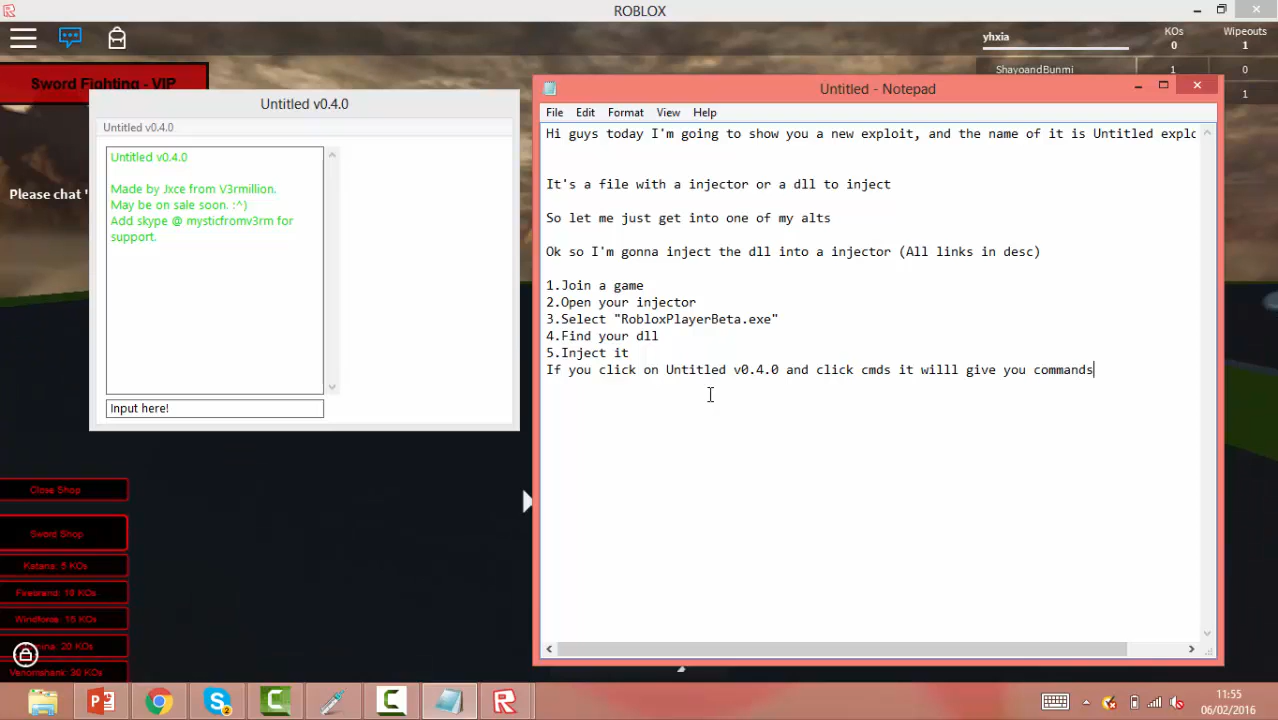 ROBLOX
yhxia
KOs
Wipeouts
0
1
ShayoandBunmi
1
0
1
Sword Fighting - VIP
Please chat '
Untitled v0.4.0
Untitled v0.4.0
Untitled v0.4.0
Made by Jxce from V3rmillion.
May be on sale soon. :^)
Add skype @ mysticfromv3rm for
support.
Input here!
Untitled - Notepad
File Edit Format View Help
Hi guys today I'm going to show you a new exploit, and the name of it is Untitled explo
It's a file with a injector or a dll to inject
So let me just get into one of my alts
Ok so I'm gonna inject the dll into a injector (All links in desc)
1.Join a game
2.Open your injector
3.Select "RobloxPlayerBeta.exe"
4.Find your dll
5.Inject it
If you click on Untitled v0.4.0 and click cmds it willl give you commands
Close Shop
Sword Shop
Katana: 5 KOs
Firebrand: 10 KOs
Windforce: 15 KOs
20 KOs
Venomshank: 30 KOs
2
11:55
06/02/2016